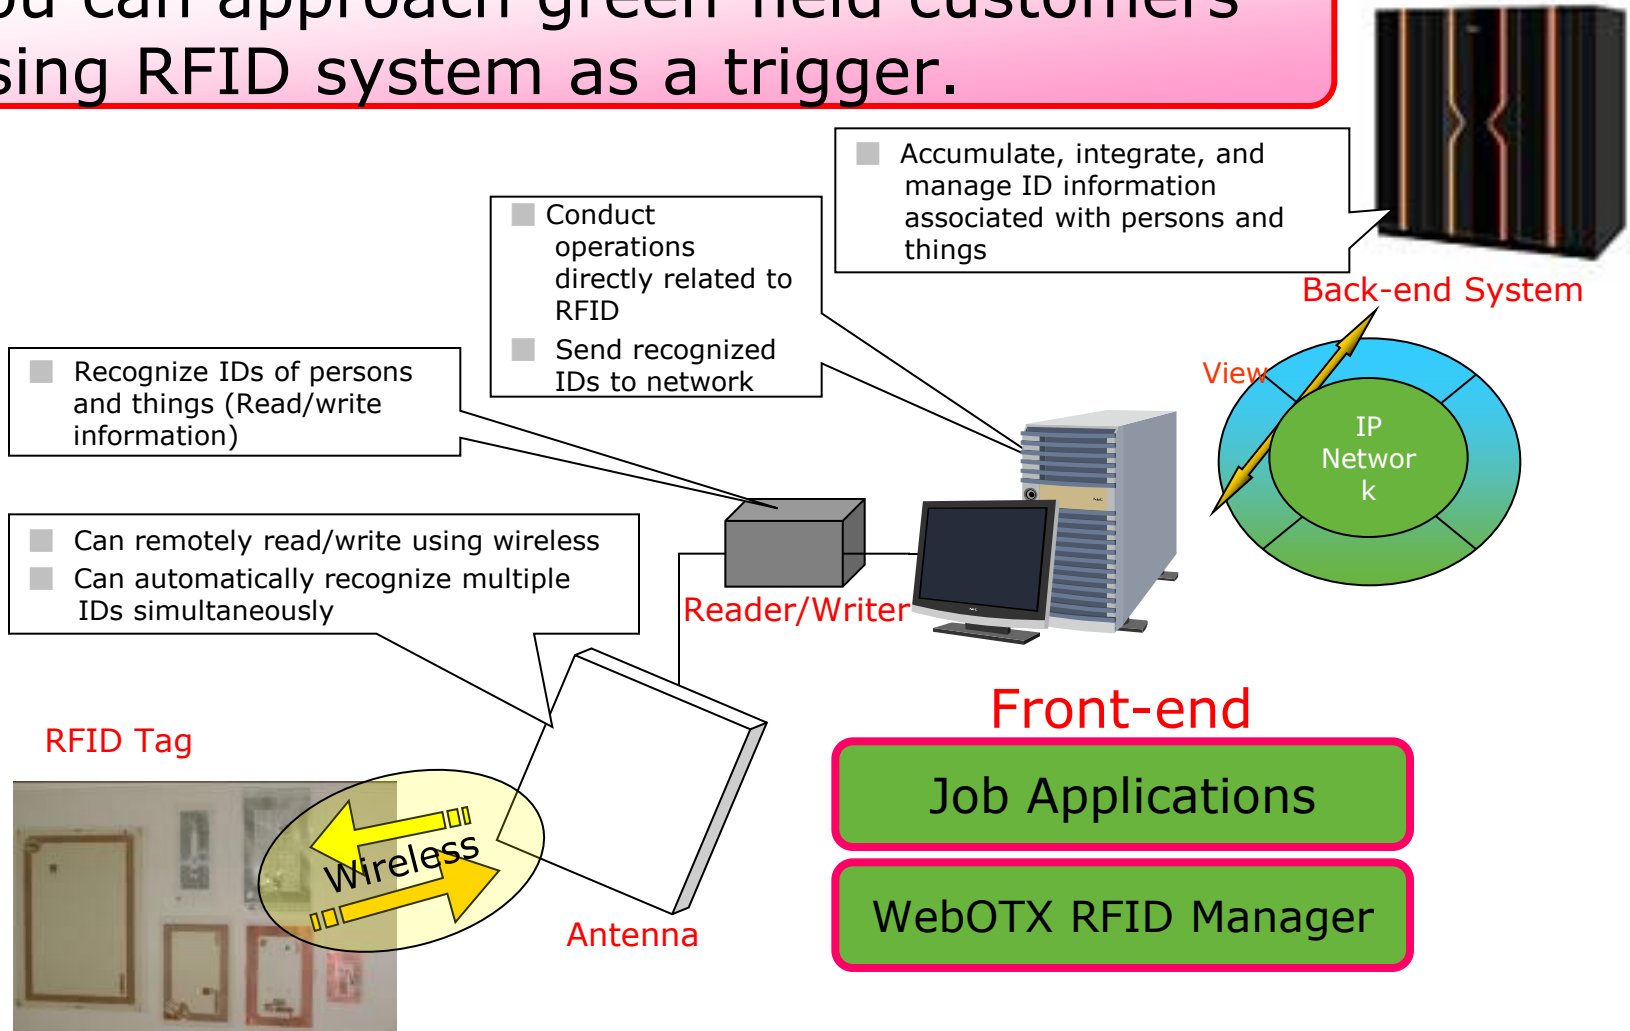 ou can approach green field customers
sing RFID system as a trigger.
Accumulate, integrate, and
manage ID information
associated with persons and
things
Conduct
operations
directly related to
RFID
Send recognized
IDs to network
Back-end System
Recognize IDs of persons
and things (Read/write
information)
View
IP
Networ
k
Can remotely read/write using wireless
Can automatically recognize multiple
IDs simultaneously
Reader/Writer
Front-end
RFID Tag
Job Applications
Wireless
WebOTX RFID Manager
Antenna